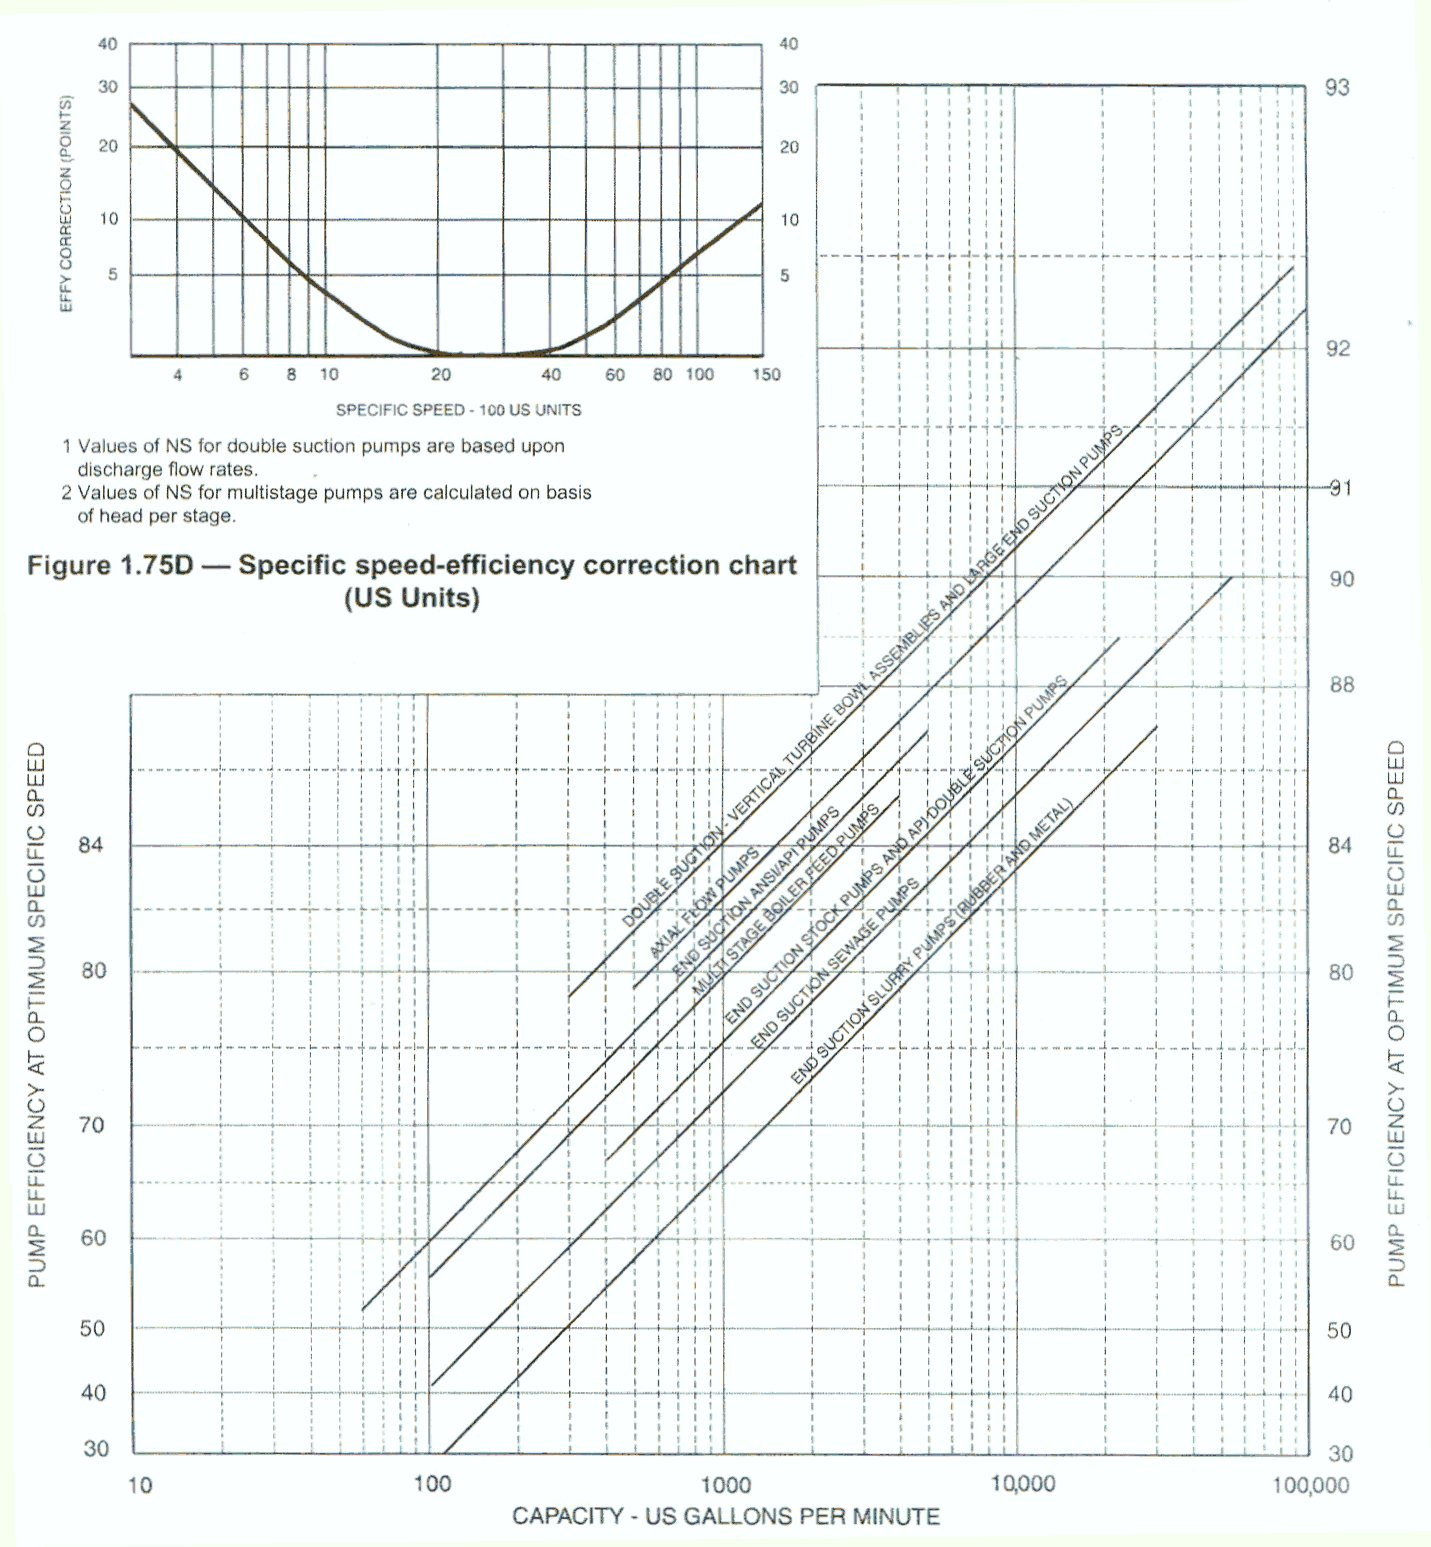 40
30
20
10
5
40
30
20
10
5
EFFY CORRECTION (POINTS)
4 6 8 10 20 40 60 80 100 150
SPECIFIC SPEED - 100 US UNITS
1 Values of NS for double suction pumps are based upon
discharge flow rates.
2 Values of NS for multistage pumps are calculated on basis
of head per stage.
Figure 1.75D — Specific speed-efficiency correction chart
(US Units)
PUMP EFFICIENCY AT OPTIMUM SPECIFIC SPEED
84
80
70
60
50
40
30
DOUBLE SUCTION - VERTICAL TURBINE BOWL ASSEMBLIES AND LARGE END SUCTION PUMPS
AXIAL FLOW PUMPS
END SUCTION ANSI/API PUMPS
MULTI STAGE BOILER FEED PUMPS
END SUCTION STOCK PUMPS AND API DOUBLE SUCTION PUMPS
END SUCTION SEWAGE PUMPS
END SUCTION SLURRY PUMPS (RUBBER AND METAL)
93
92
91
90
88
84
80
70
60
50
40
30
PUMP EFFICIENCY AT OPTIMUM SPECIFIC SPEED
10 100 1000 10,000 100,000
CAPACITY - US GALLONS PER MINUTE